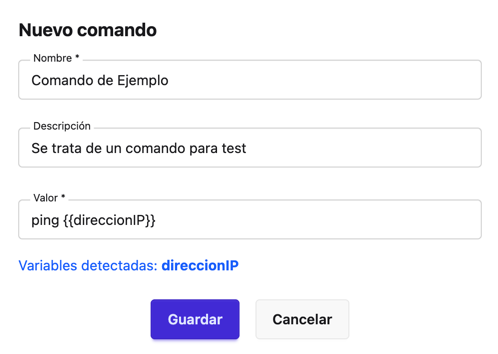 Nuevo comando
Nombre *
Comando de Ejemplo
Descripción
Se trata de un comando para test
Valor *
ping {{direccionIP}}
Variables detectadas: direccionIP
Guardar
Cancelar